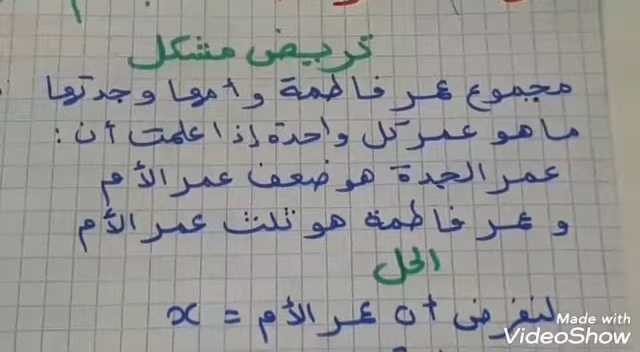 تريض مشكل
مجموع عمر فاطمة و أمها وجدتها
ما هو عمر كل واحدة إذا علمت أن :
عمر الجدة هو ضعف عمر الأم
و عمر فاطمة هو ثلث عمر الأم
الحل
لنفرض أن عمر الأم = x
Made with
VideoShow